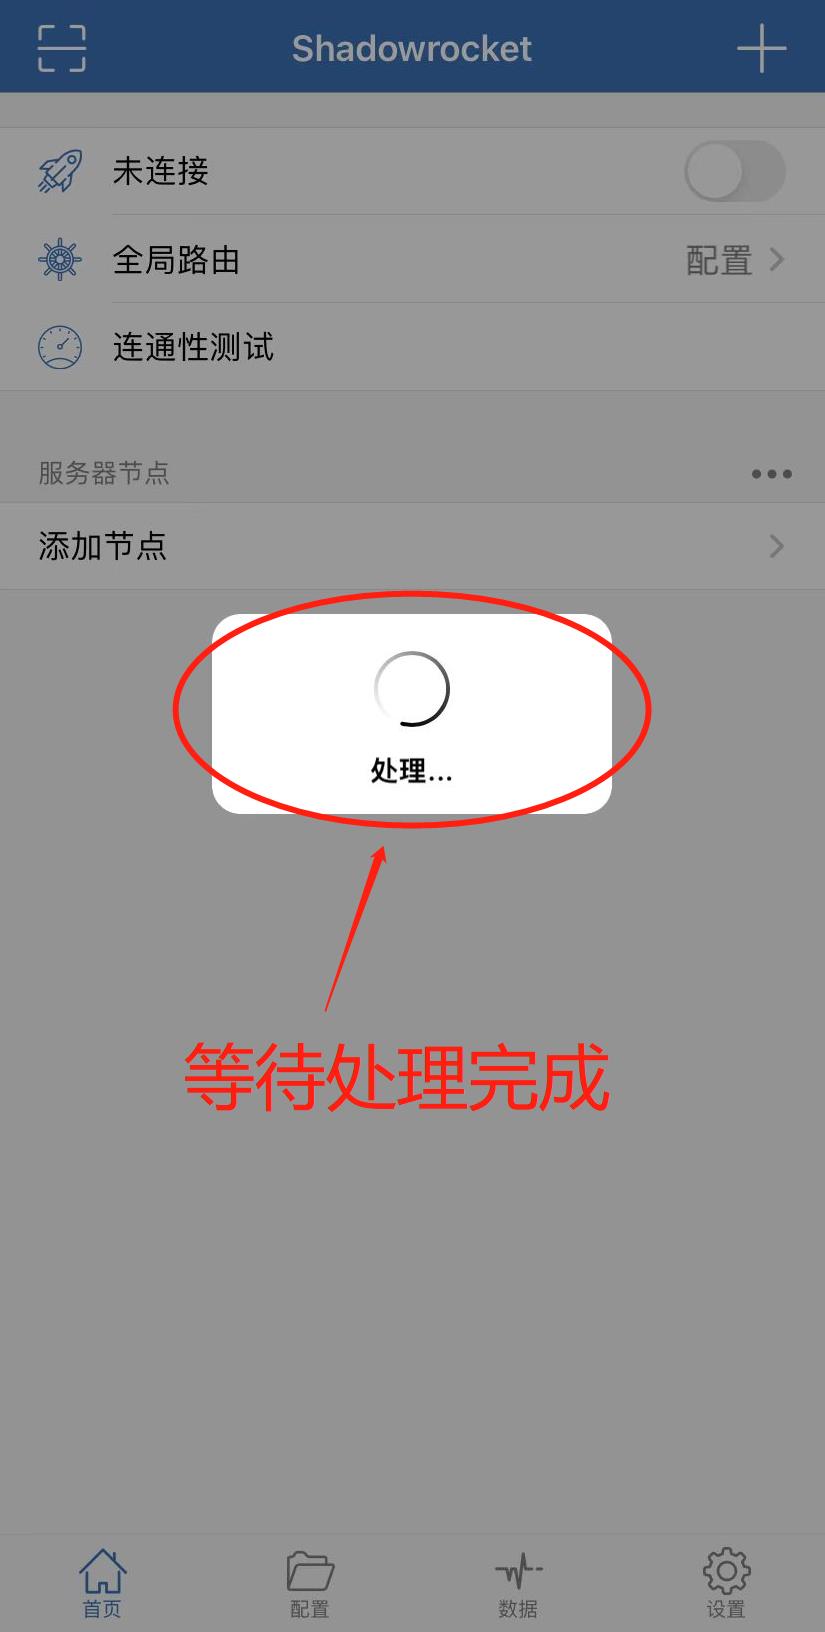 Shadowrocket
未连接
全局路由 配置
连通性测试
服务器节点
添加节点
处理...
等待处理完成
首页 配置 数据 设置